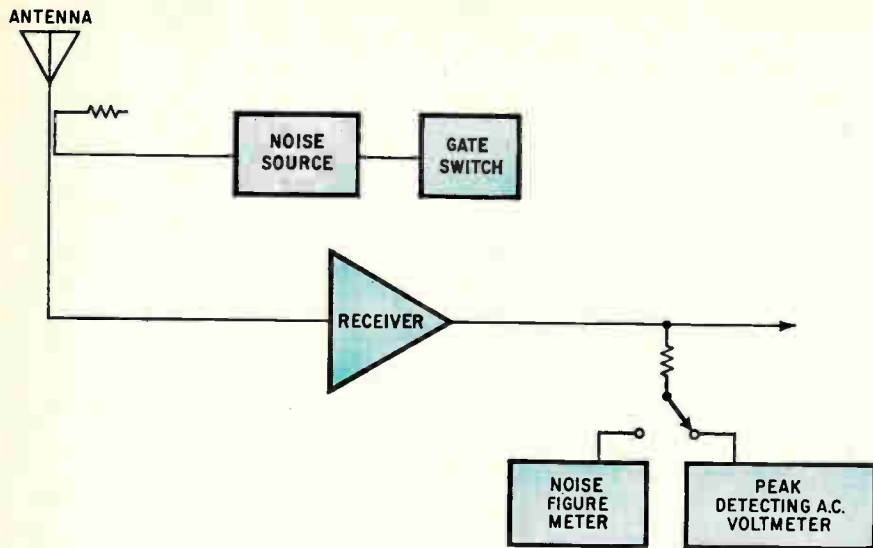 ANTENNA
NOISE
SOURCE
GATE
SWITCH
RECEIVER
NOISE
FIGURE
METER
PEAK
DETECTING A.C.
VOLTMETER